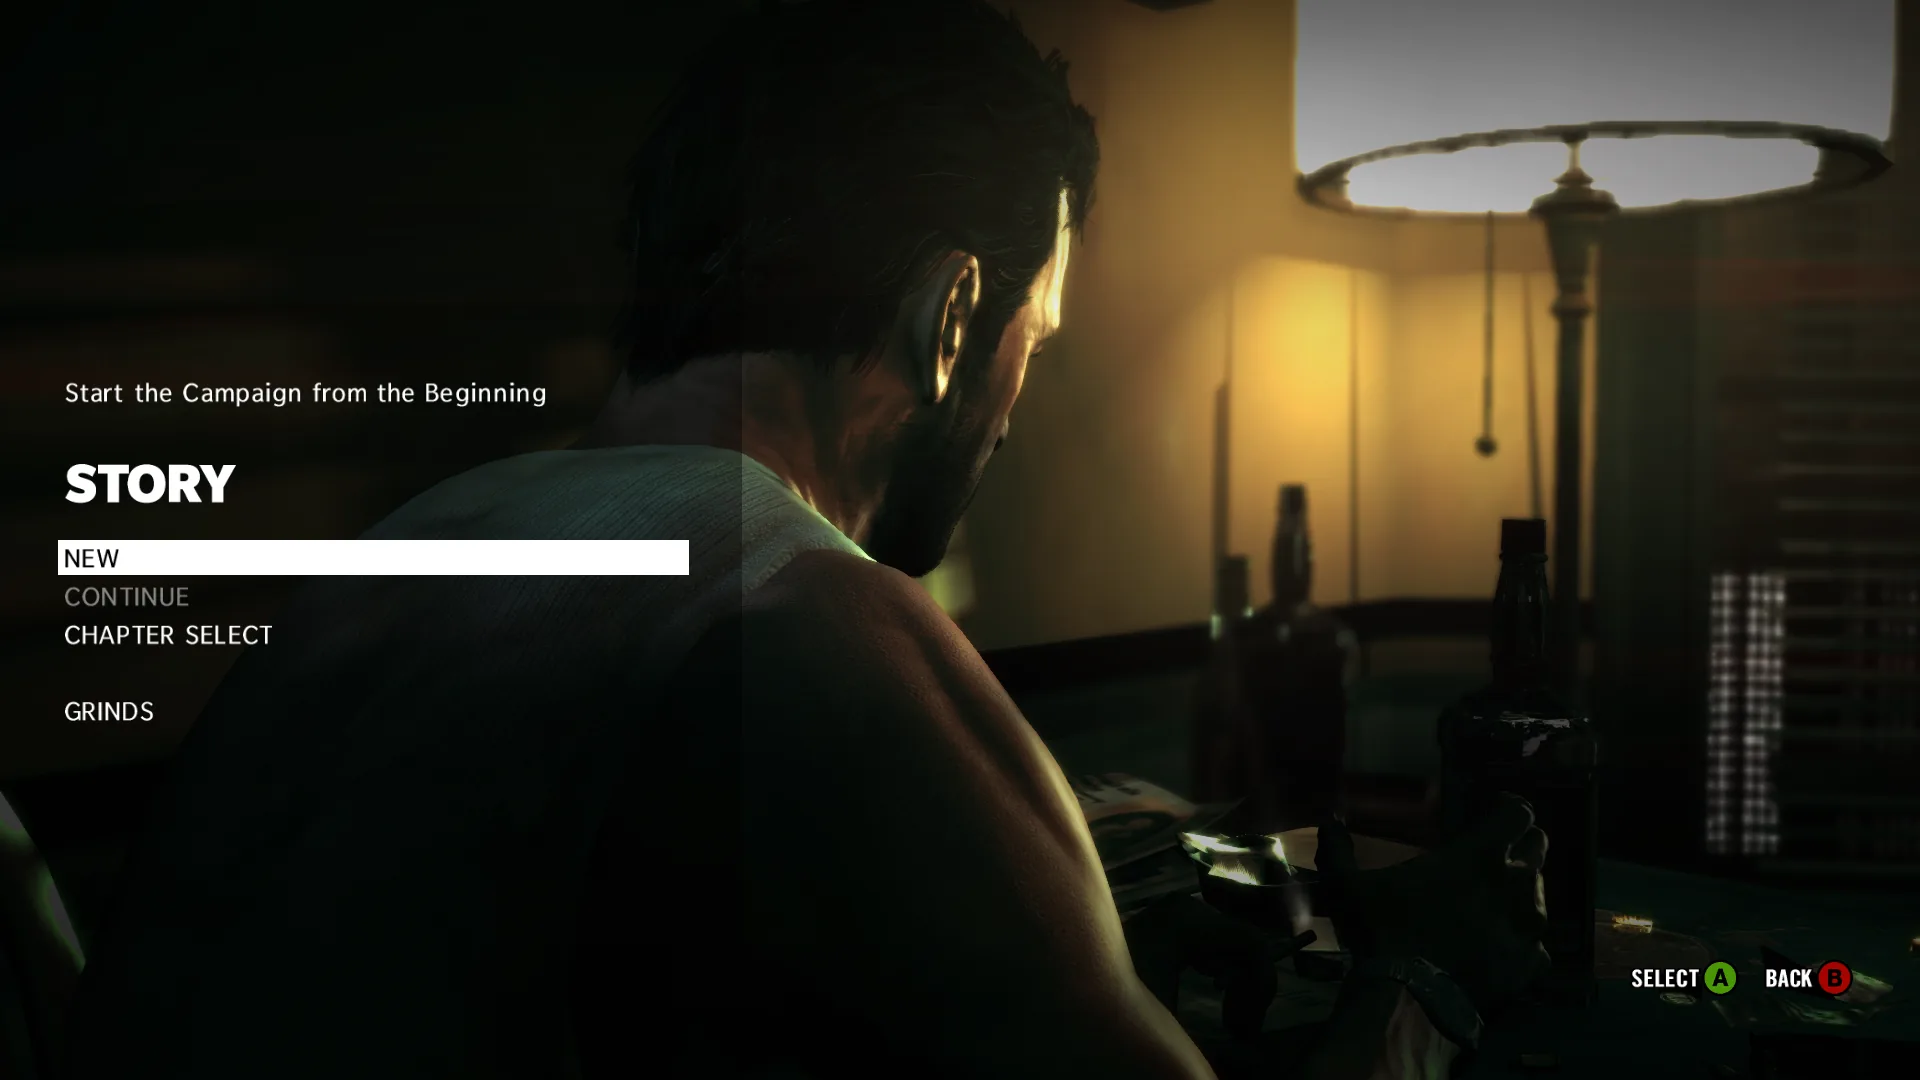 Start the Campaign from the Beginning
STORY
NEW
CONTINUE
CHAPTER SELECT
GRINDS
SELECT A BACK B